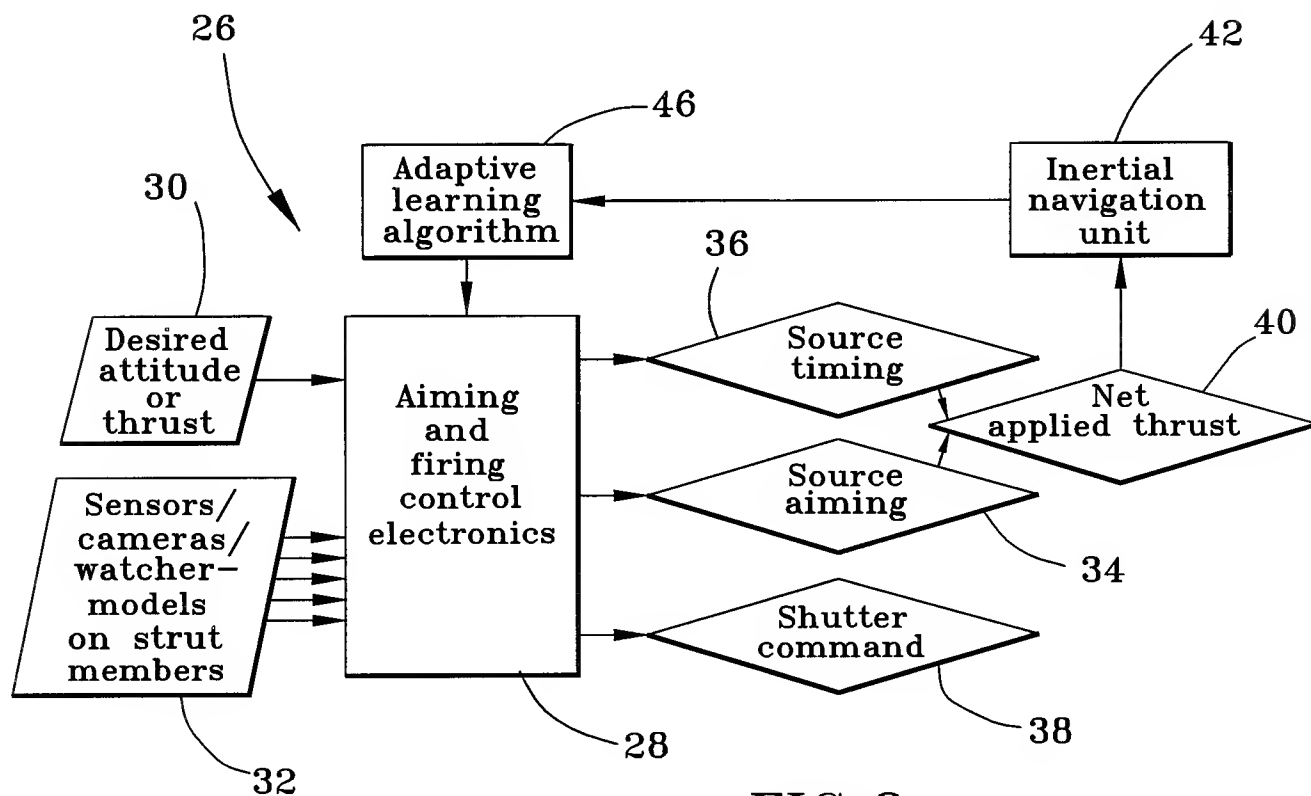 26
46
42
Adaptive
learning
algorithm
Inertial
navigation
unit
30
36
Desired
attitude
or
thrust
Source
timing
40
Net
applied thrust
Aiming
and
firing
control
electronics
Sensors/
cameras/
watcher-
models
on strut
members
Source
aiming
34
Shutter
command
38
28
32